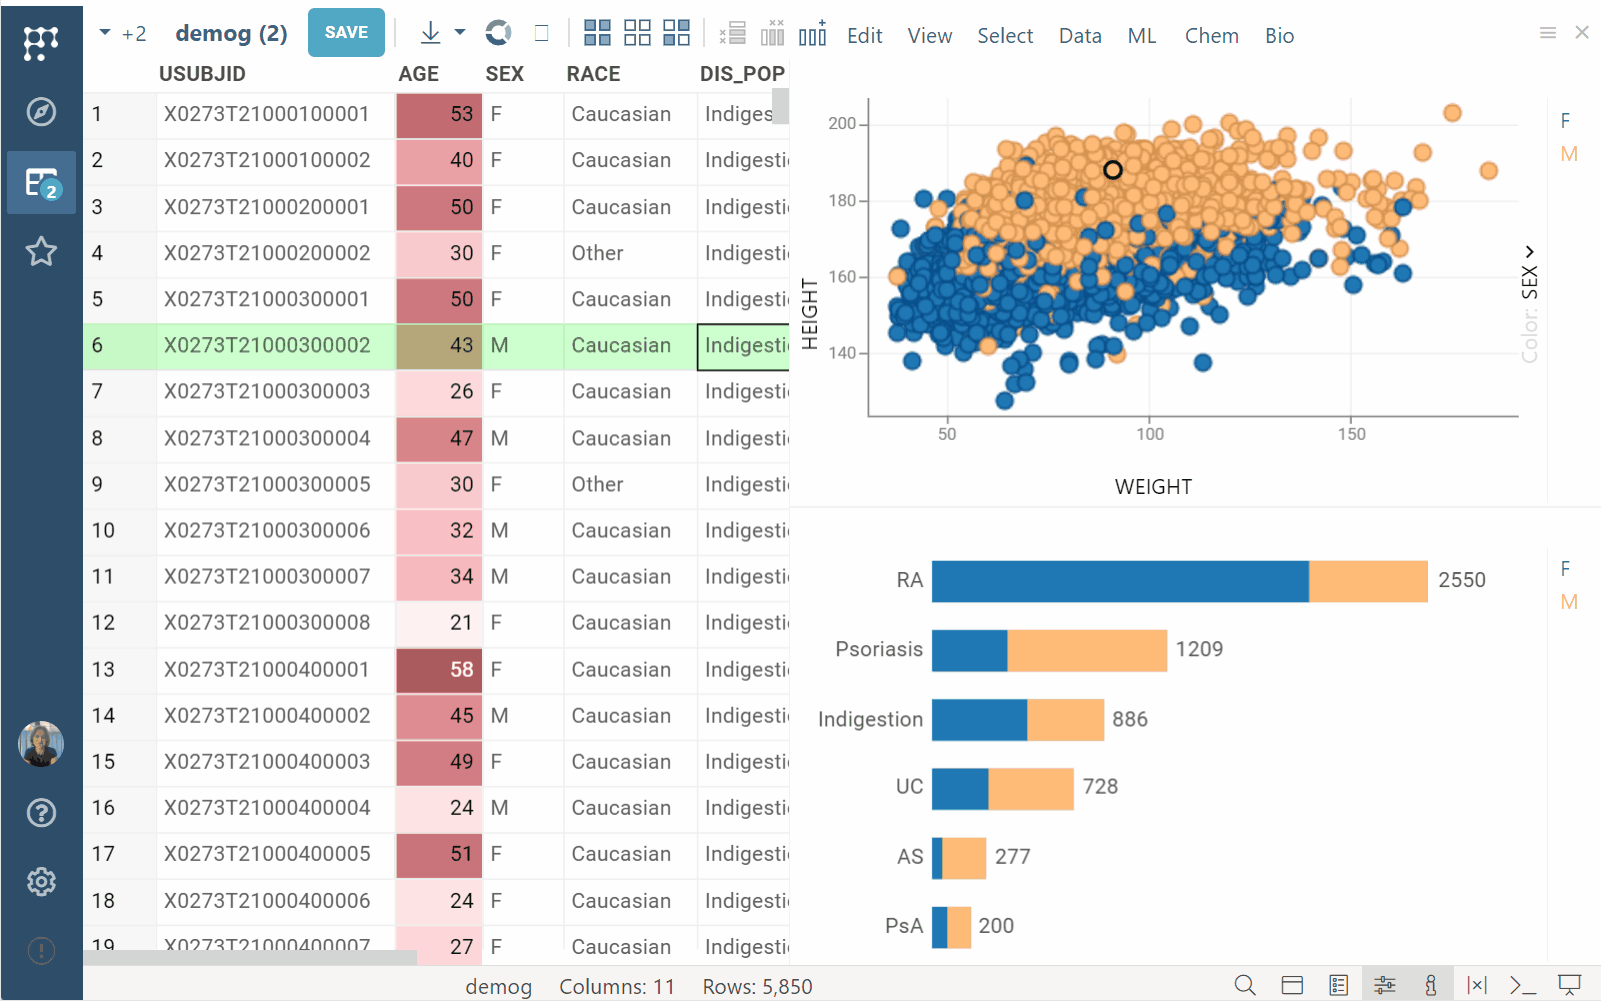 +2 demog (2) SAVE Edit View Select Data ML Chem Bio
USUBJID AGE SEX RACE DIS_POP
1 X0273T21000100001 53 F Caucasian Indiges
2 X0273T21000100002 40 F Caucasian Indigesti
3 X0273T21000200001 50 F Caucasian Indigesti
4 X0273T21000200002 30 F Other Indigesti
5 X0273T21000300001 50 F Caucasian Indigesti
6 X0273T21000300002 43 M Caucasian Indigesti
7 X0273T21000300003 26 F Caucasian Indigesti
8 X0273T21000300004 47 M Caucasian Indigesti
9 X0273T21000300005 30 F Other Indigesti
10 X0273T21000300006 32 M Caucasian Indigesti
11 X0273T21000300007 34 M Caucasian Indigesti
12 X0273T21000300008 21 F Caucasian Indigesti
13 X0273T21000400001 58 F Caucasian Indigesti
14 X0273T21000400002 45 M Caucasian Indigesti
15 X0273T21000400003 49 F Caucasian Indigesti
16 X0273T21000400004 24 M Caucasian Indigesti
17 X0273T21000400005 51 F Caucasian Indigesti
18 X0273T21000400006 24 F Caucasian Indigesti
19 X0273T21000400007 27 F Caucasian Indigesti
2
200
180
160
140
HEIGHT
50 100 150
WEIGHT
F
M
Color: SEX
RA 2550
Psoriasis 1209
Indigestion 886
UC 728
AS 277
PsA 200
F
M
demog Columns: 11 Rows: 5,850